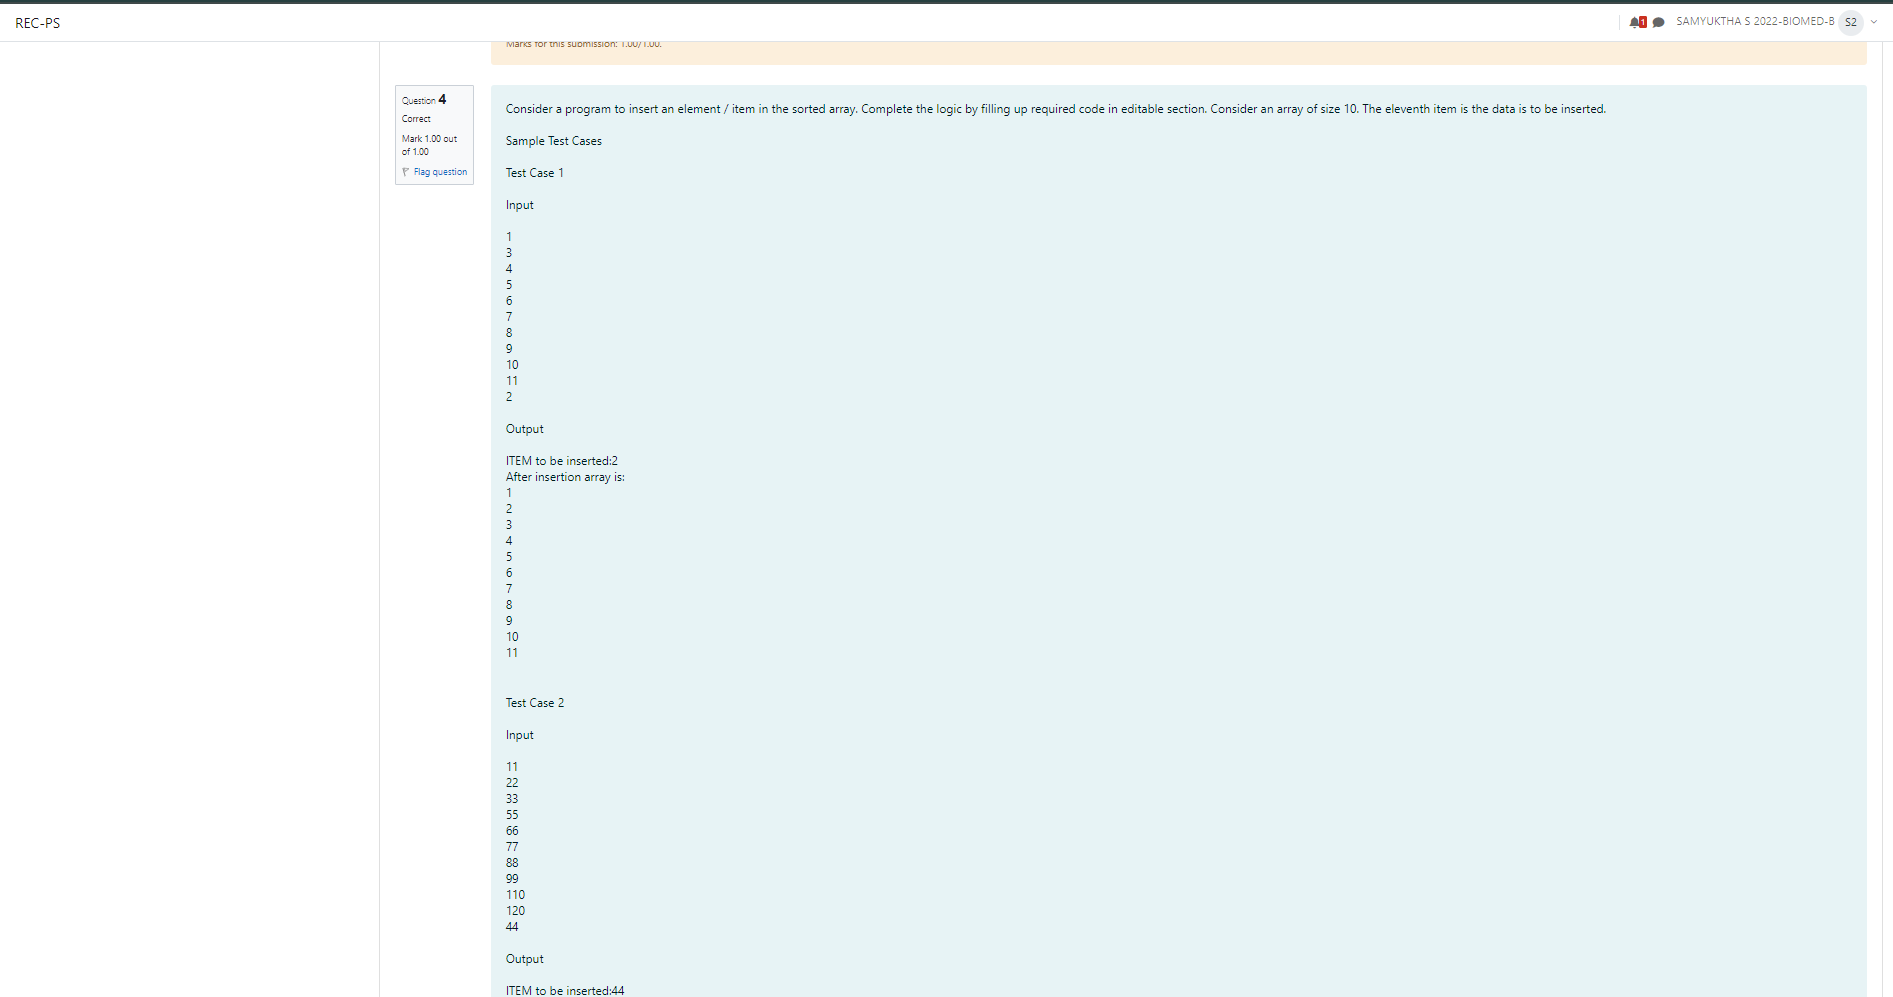 REC-PS
1
SAMYUKTHA S 2022-BIOMED-B S2
Marks for this submission: 1.00/1.00.
Question 4
Correct
Mark 1.00 out
of 1.00
Flag question
Consider a program to insert an element / item in the sorted array. Complete the logic by filling up required code in editable section. Consider an array of size 10. The eleventh item is the data is to be inserted.
Sample Test Cases
Test Case 1
Input
1
3
4
5
6
7
8
9
10
11
2
Output
ITEM to be inserted:2
After insertion array is:
1
2
3
4
5
6
7
8
9
10
11
Test Case 2
Input
11
22
33
55
66
77
88
99
110
120
44
Output
ITEM to be inserted:44